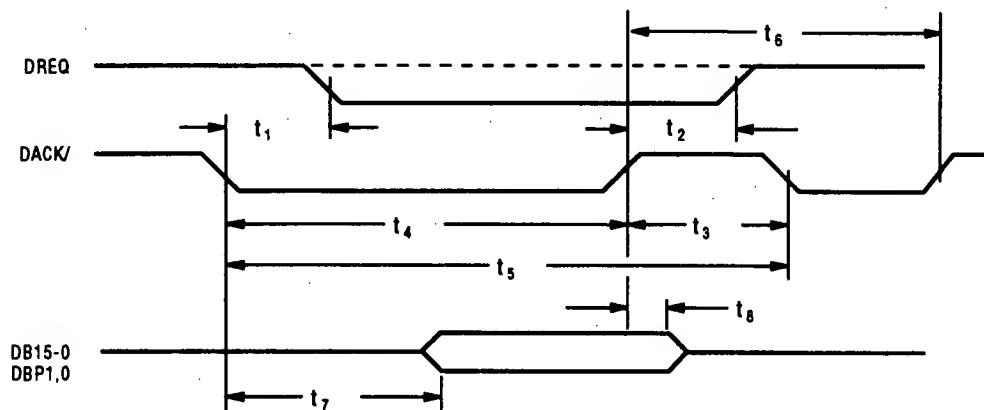 t6
DREQ
t1
t2
DACK/
t4
t3
t5
t8
DB15-0
DBP1,0
t7